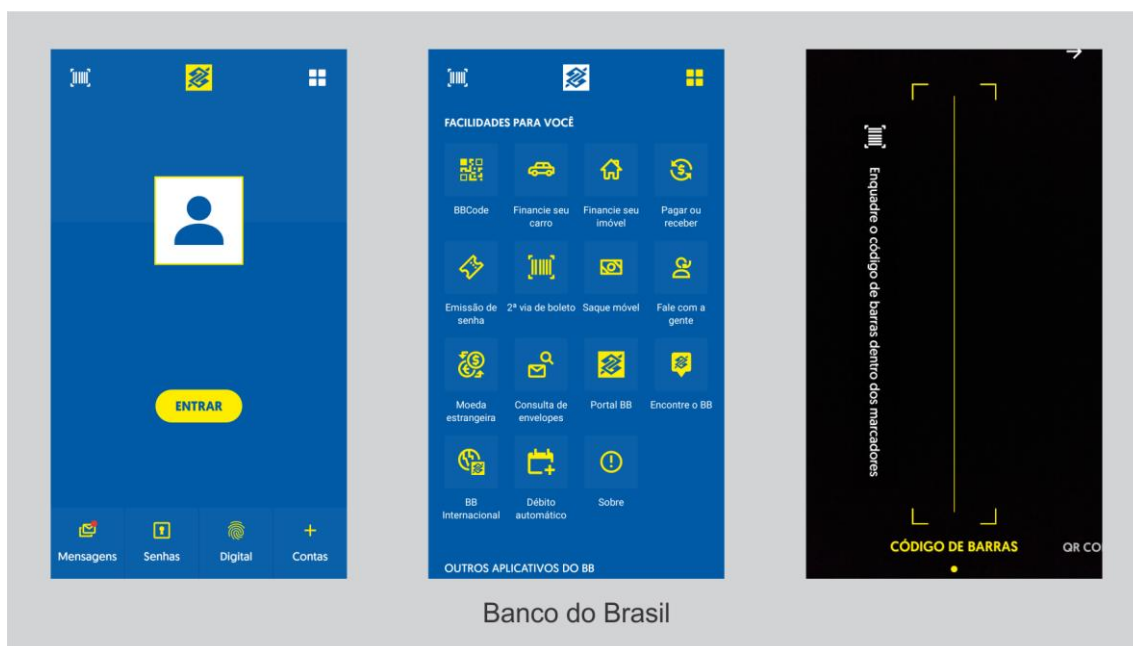 ENTRAR
Mensagens
Senhas
Digital
Contas
FACILIDADES PARA VOCÊ
BBCode
Financie seu
carro
Financie seu
imóvel
Pagar ou
receber
Emissão de
senha
2ª via de boleto
Saque móvel
Fale com a
gente
Moeda
estrangeira
Consulta de
envelopes
Portal BB
Encontre o BB
BB
Internacional
Débito
automático
Sobre
OUTROS APLICATIVOS DO BB
Enquadre o código de barras dentro dos marcadores
CÓDIGO DE BARRAS
QR CO
Banco do Brasil